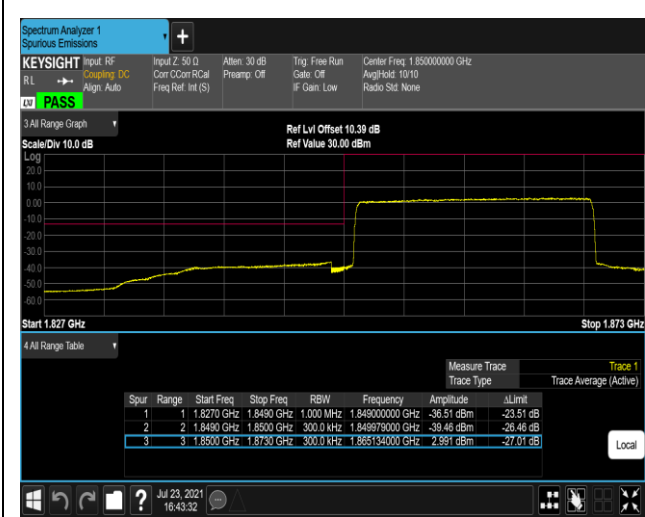 Spectrum Analyzer 1
Spurious Emissions
KEYSIGHT Input: RF Input Z: 50 Ω Atten: 30 dB Trig: Free Run Center Freq: 1.850000000 GHz
RL Coupling: DC Corr CCorr RCal Preamp: Off Gate: Off Avg|Hold: 10/10
Align: Auto Freq Ref: Int (S) IF Gain: Low Radio Std: None
LXI PASS
3 All Range Graph
Ref Lvl Offset 10.39 dB
Scale/Div 10.0 dB Ref Value 30.00 dBm
Log
20.0
10.0
0.00
-10.0
-20.0
-30.0
-40.0
-50.0
-60.0
Start 1.827 GHz Stop 1.873 GHz
4 All Range Table
Measure Trace Trace 1
Trace Type Trace Average (Active)
Spur Range Start Freq Stop Freq RBW Frequency Amplitude ΔLimit
1 1 1.8270 GHz 1.8490 GHz 1.000 MHz 1.849000000 GHz -36.51 dBm -23.51 dB
2 2 1.8490 GHz 1.8500 GHz 300.0 kHz 1.849979000 GHz -39.46 dBm -26.46 dB
3 3 1.8500 GHz 1.8730 GHz 300.0 kHz 1.865134000 GHz 2.991 dBm -27.01 dB
Local
? Jul 23, 2021
16:43:32